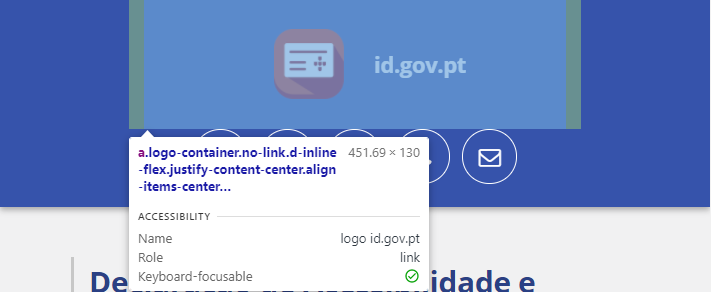 id.gov.pt
a.logo-container.no-link.d-inline 451.69 × 130
-flex.justify-content-center.align
-items-center…
ACCESSIBILITY
Name logo id.gov.pt
Role link
Keyboard-focusable
e